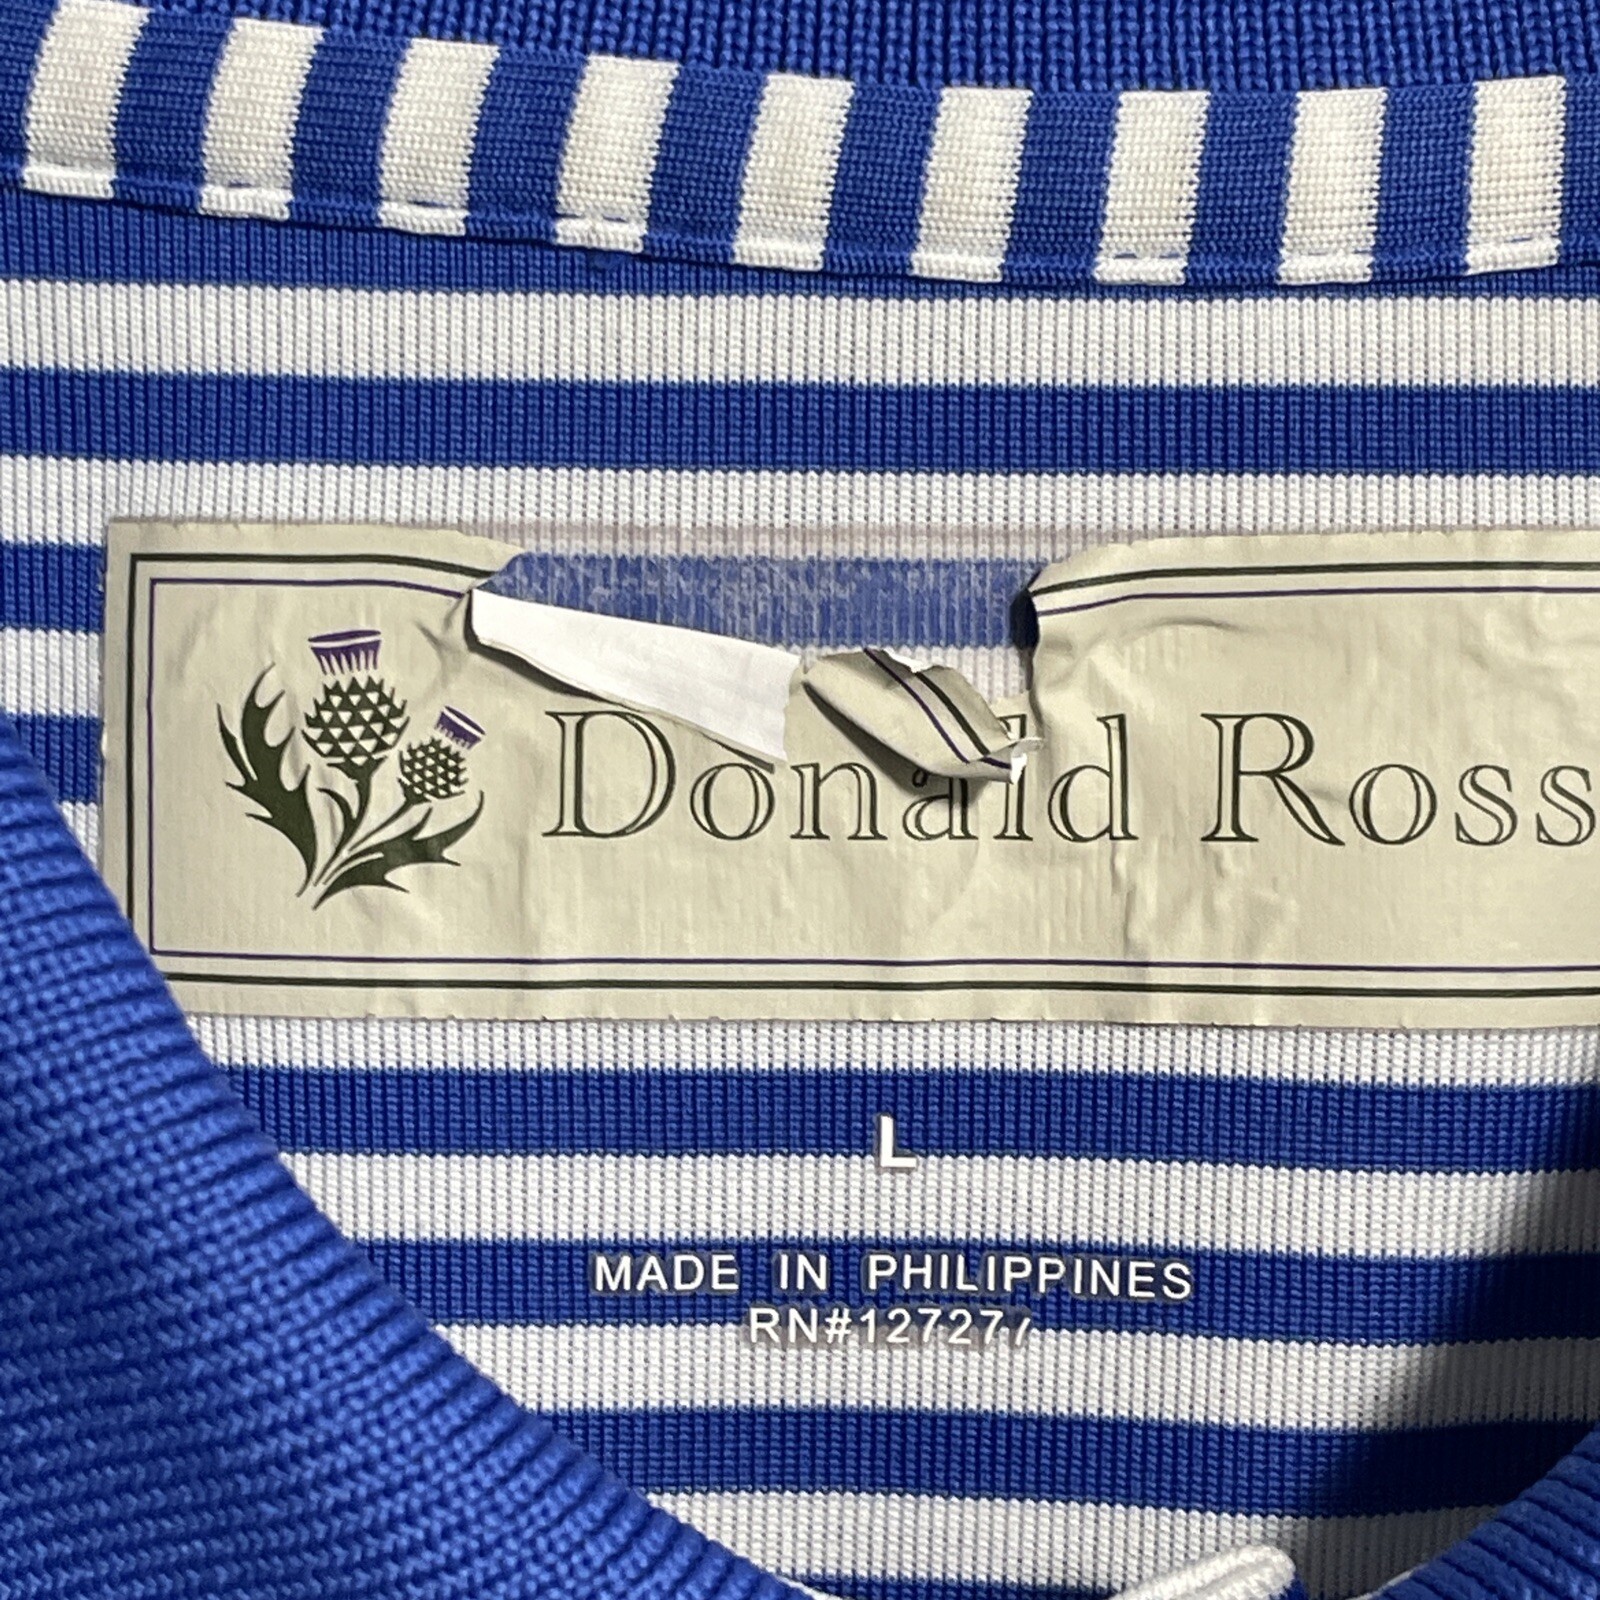 Donald Ross
L
MADE IN PHILIPPINES
RN#127277